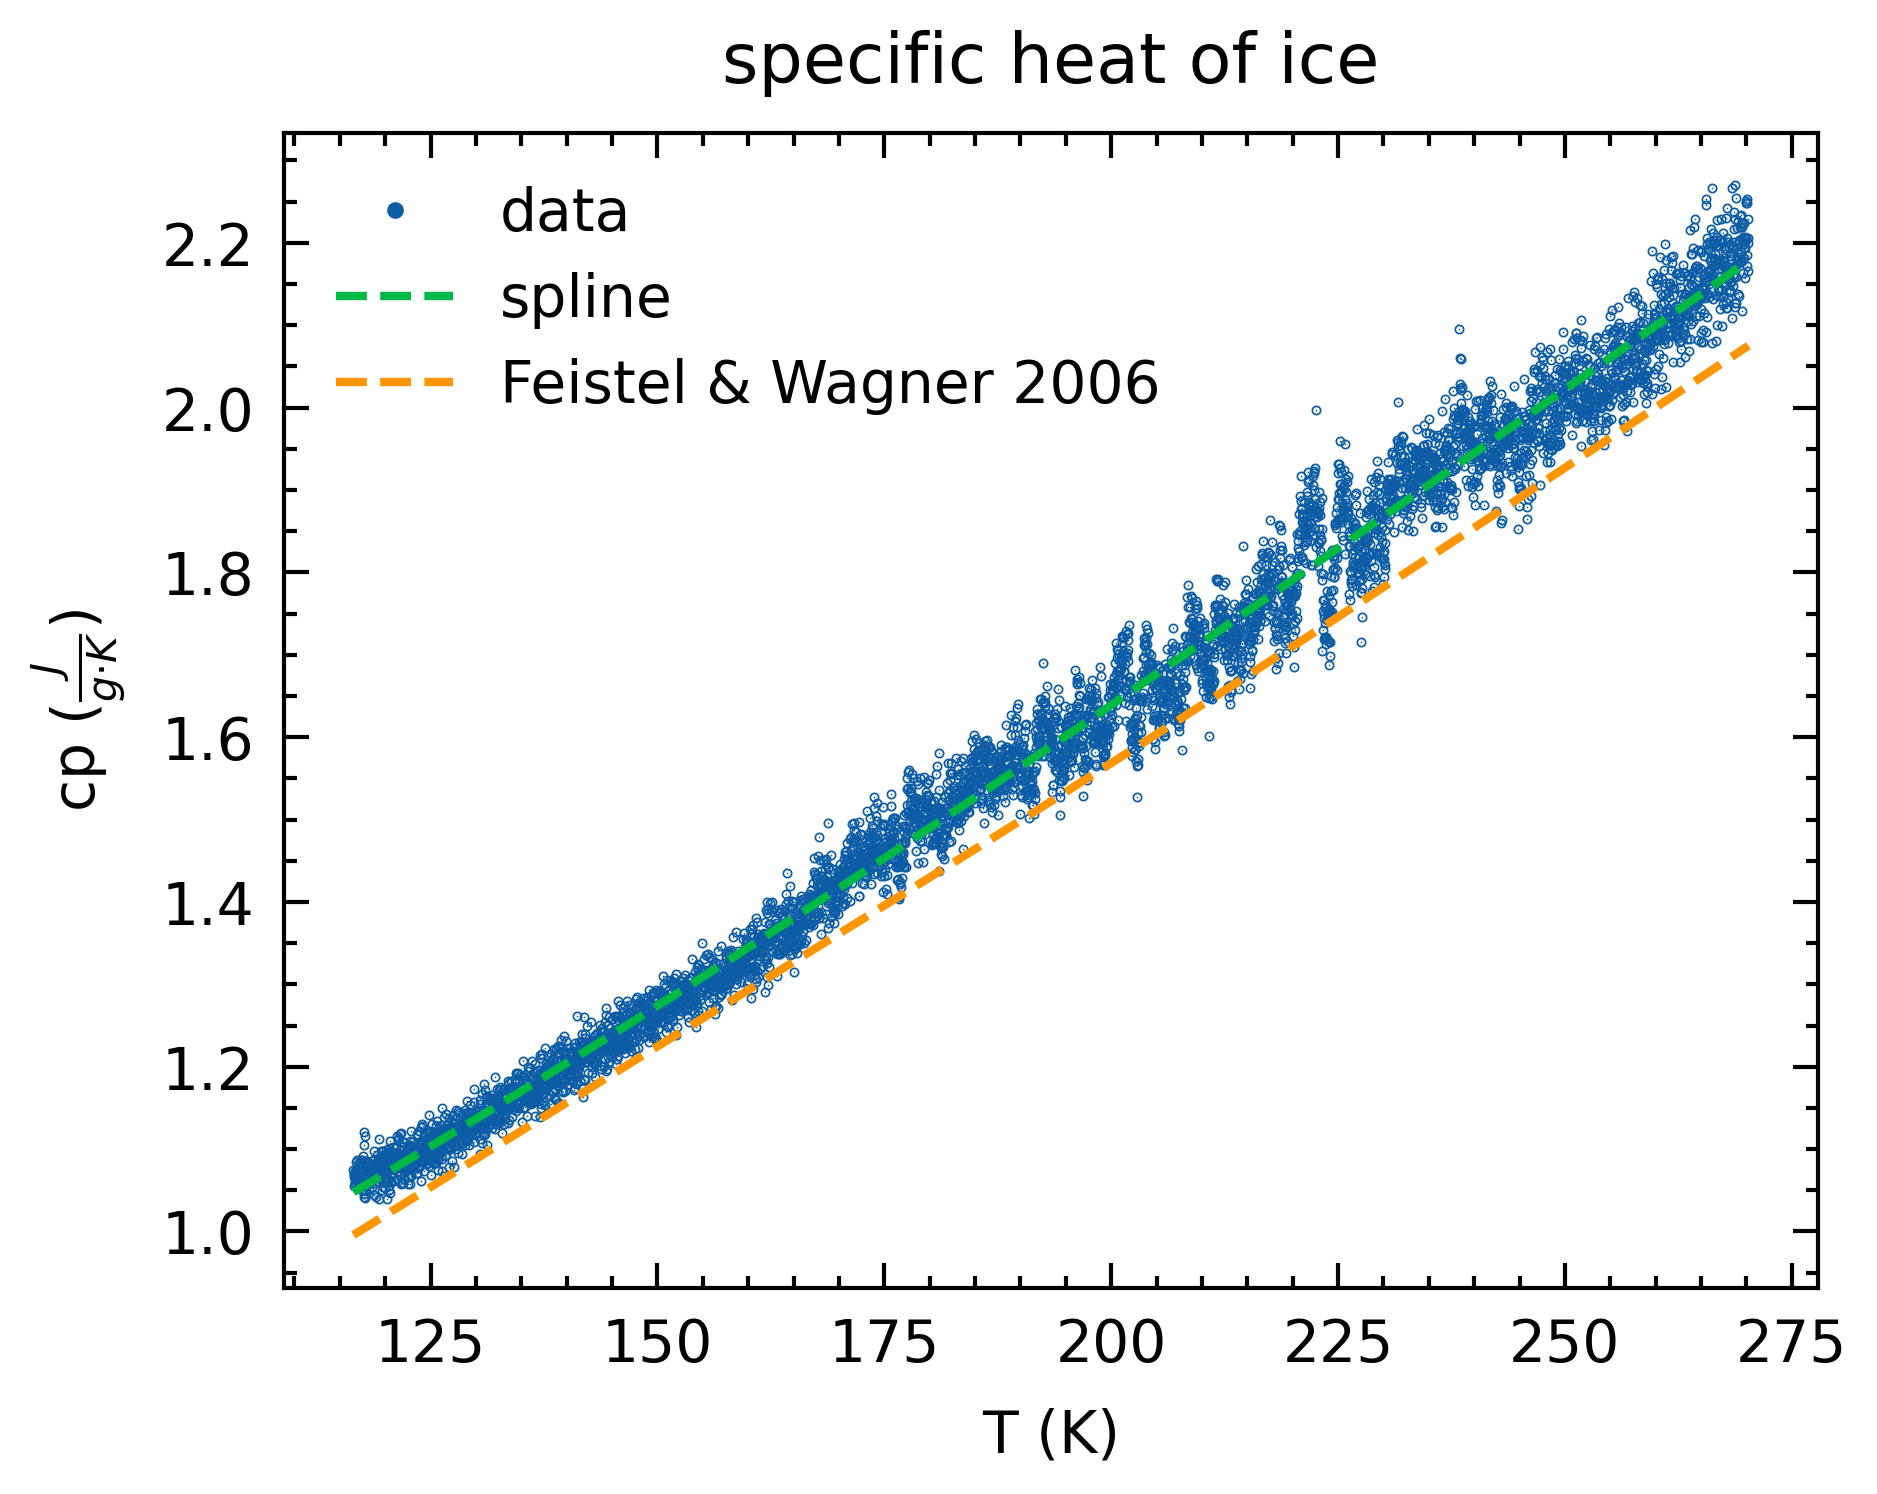 specific heat of ice
data
spline
Feistel & Wagner 2006
2.2
2.0
1.8
1.6
1.4
1.2
1.0
cp (J/g·K)
125 150 175 200 225 250 275
T (K)